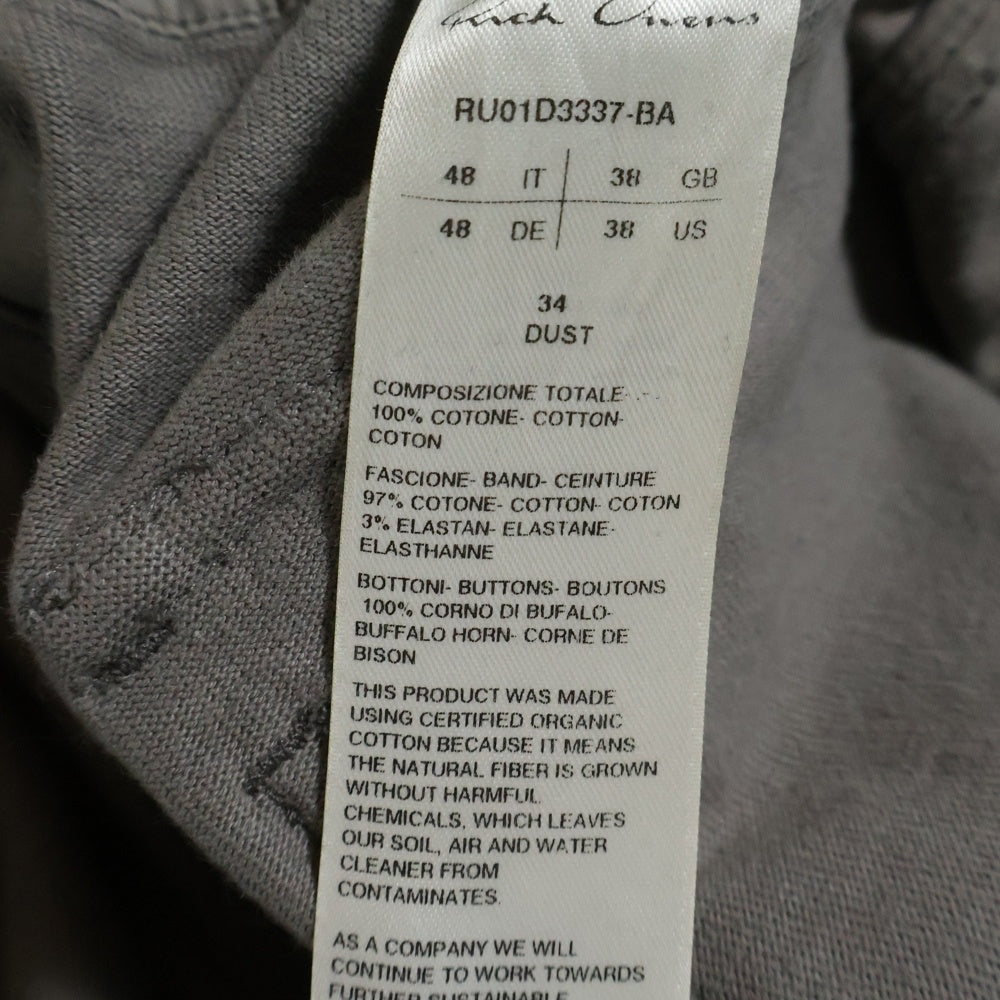 Rick Owens
RU01D3337-BA
48 IT 38 GB
48 DE 38 US
34
DUST
COMPOSIZIONE TOTALE-
100% COTONE- COTTON-
COTON
FASCIONE- BAND- CEINTURE
97% COTONE- COTTON- COTON
3% ELASTAN- ELASTANE-
ELASTHANNE
BOTTONI- BUTTONS- BOUTONS
100% CORNO DI BUFALO-
BUFFALO HORN- CORNE DE
BISON
THIS PRODUCT WAS MADE
USING CERTIFIED ORGANIC
COTTON BECAUSE IT MEANS
THE NATURAL FIBER IS GROWN
WITHOUT HARMFUL
CHEMICALS, WHICH LEAVES
OUR SOIL, AIR AND WATER
CLEANER FROM
CONTAMINATES.
AS A COMPANY WE WILL
CONTINUE TO WORK TOWARDS
FURTHER SUSTAINABLE